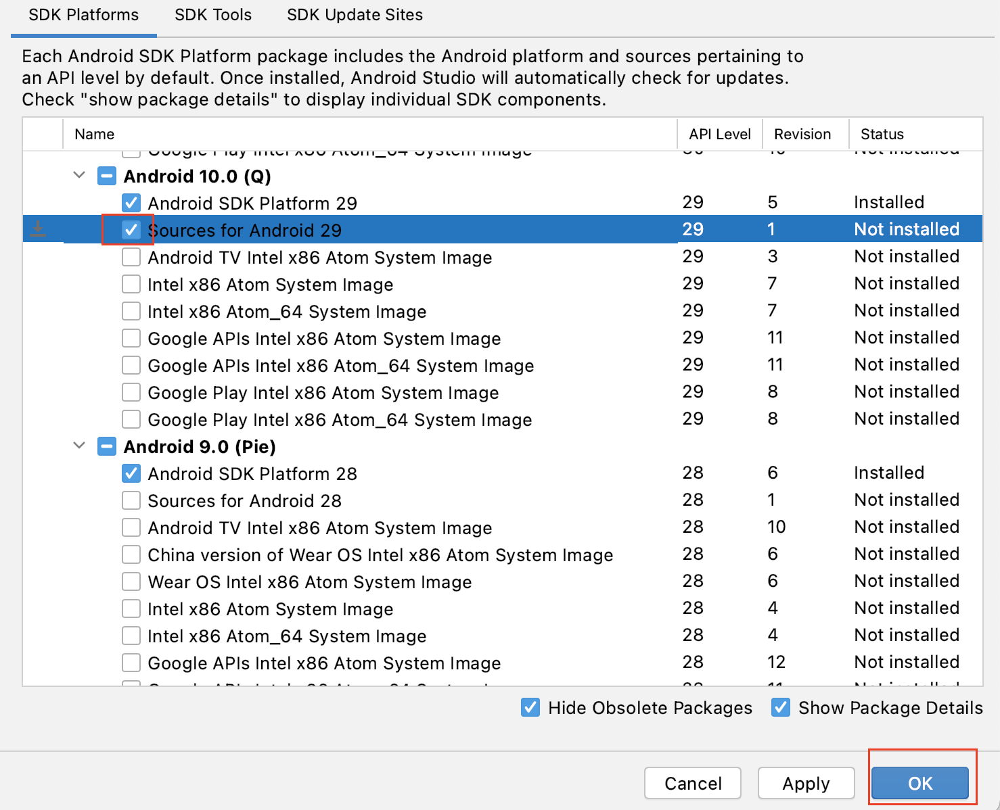 SDK Platforms SDK Tools SDK Update Sites
Each Android SDK Platform package includes the Android platform and sources pertaining to
an API level by default. Once installed, Android Studio will automatically check for updates.
Check "show package details" to display individual SDK components.
Name API Level Revision Status
Google Play Intel x86 Atom_64 System Image 30 10 Not installed
Android 10.0 (Q)
Android SDK Platform 29 29 5 Installed
Sources for Android 29 29 1 Not installed
Android TV Intel x86 Atom System Image 29 3 Not installed
Intel x86 Atom System Image 29 7 Not installed
Intel x86 Atom_64 System Image 29 7 Not installed
Google APIs Intel x86 Atom System Image 29 11 Not installed
Google APIs Intel x86 Atom_64 System Image 29 11 Not installed
Google Play Intel x86 Atom System Image 29 8 Not installed
Google Play Intel x86 Atom_64 System Image 29 8 Not installed
Android 9.0 (Pie)
Android SDK Platform 28 28 6 Installed
Sources for Android 28 28 1 Not installed
Android TV Intel x86 Atom System Image 28 10 Not installed
China version of Wear OS Intel x86 Atom System Image 28 6 Not installed
Wear OS Intel x86 Atom System Image 28 6 Not installed
Intel x86 Atom System Image 28 4 Not installed
Intel x86 Atom_64 System Image 28 4 Not installed
Google APIs Intel x86 Atom System Image 28 12 Not installed
Hide Obsolete Packages Show Package Details
Cancel Apply OK